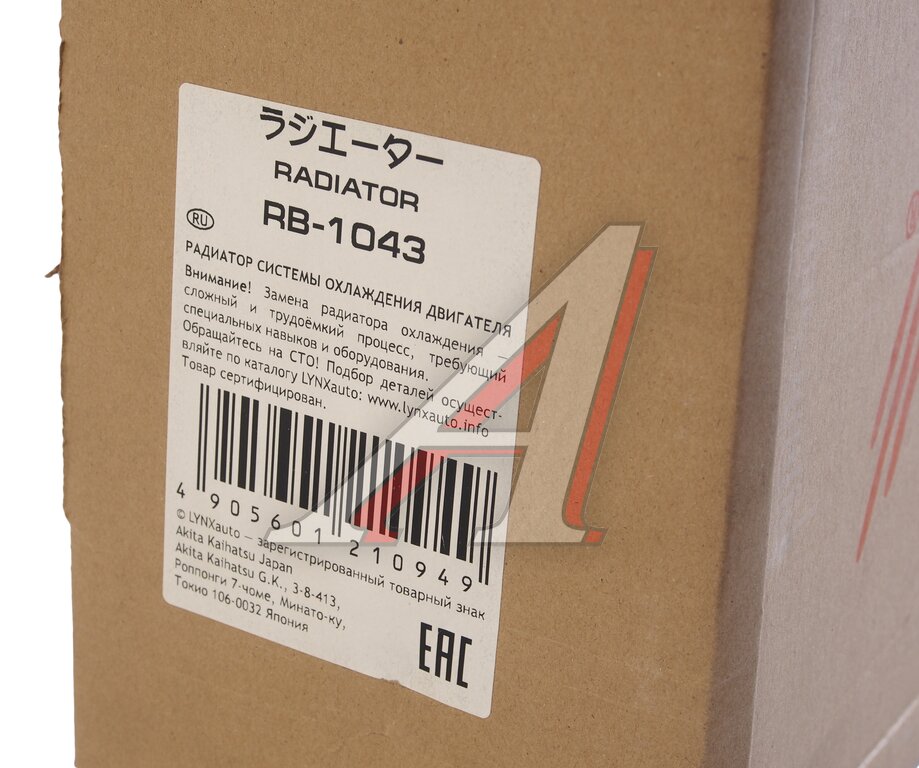 ラジエーター
RADIATOR
RB-1043
RU
РАДИАТОР СИСТЕМЫ ОХЛАЖДЕНИЯ ДВИГАТЕЛЯ
Внимание! Замена радиатора охлаждения —
сложный и трудоёмкий процесс, требующий
специальных навыков и оборудования.
Обращайтесь на СТО! Подбор деталей осущест-
вляйте по каталогу LYNXauto: www.lynxauto.info
Товар сертифицирован.
4 905601 210949
© LYNXauto — зарегистрированный товарный знак
Akita Kaihatsu Japan
Akita Kaihatsu G.K., 3-8-413,
Роппонги 7-чоме, Минато-ку,
Токио 106-0032 Япония
EAC